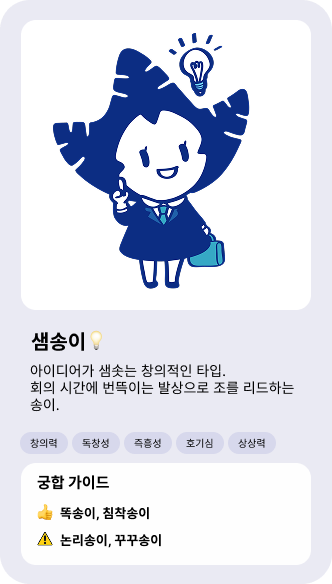 샘송이💡
아이디어가 샘솟는 창의적인 타입.
회의 시간에 번뜩이는 발상으로 조를 리드하는
송이.
창의력 독창성 즉흥성 호기심 상상력
궁합 가이드
👍 똑송이, 침착송이
⚠️ 논리송이, 꾸꾸송이